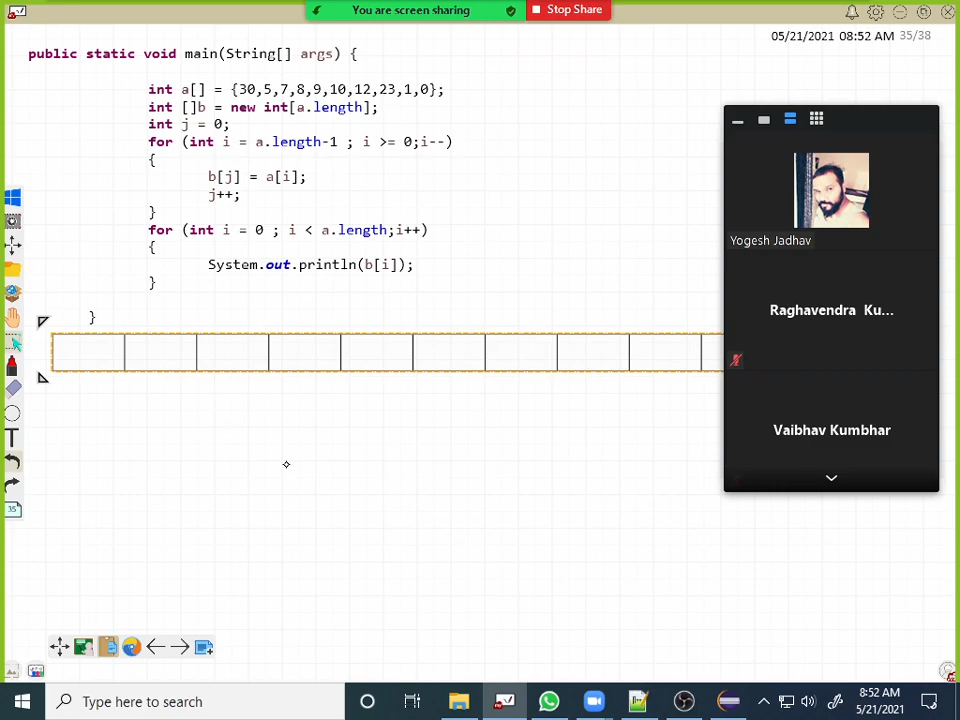 You are screen sharing
Stop Share
05/21/2021 08:52 AM 35/38
public static void main(String[] args) {
int a[] = {30,5,7,8,9,10,12,23,1,0};
int []b = new int[a.length];
int j = 0;
for (int i = a.length-1 ; i >= 0;i--)
{
b[j] = a[i];
j++;
}
for (int i = 0 ; i < a.length;i++)
{
System.out.println(b[i]);
}
}
Yogesh Jadhav
Raghavendra Ku...
Vaibhav Kumbhar
35
Type here to search
8:52 AM
5/21/2021